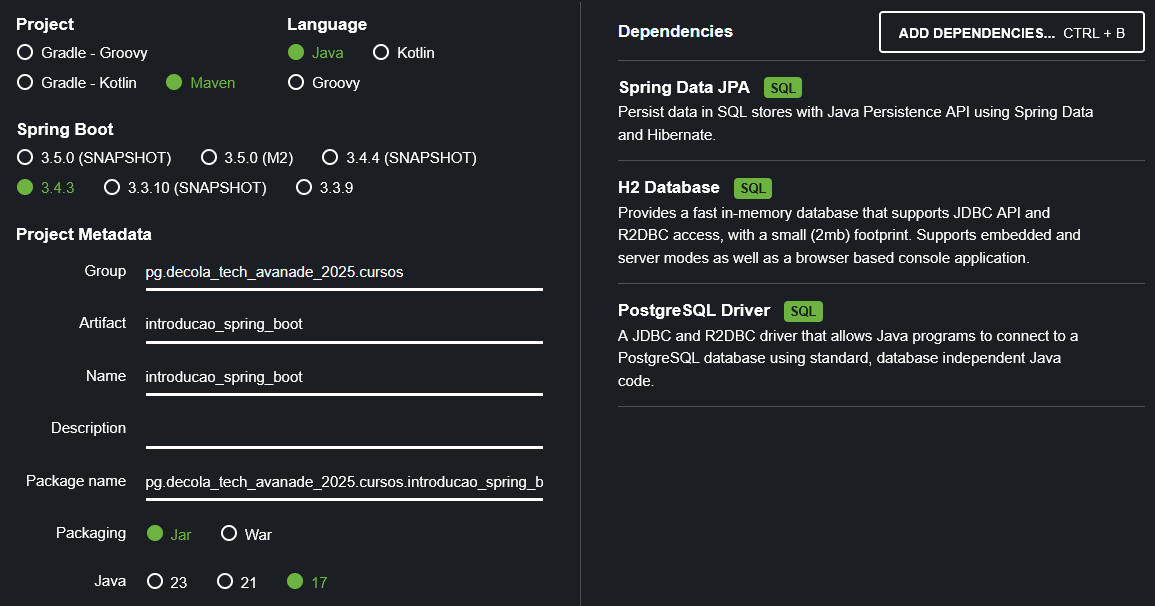 Project
Gradle - Groovy
Gradle - Kotlin Maven
Language
Java Kotlin
Groovy
Spring Boot
3.5.0 (SNAPSHOT) 3.5.0 (M2) 3.4.4 (SNAPSHOT)
3.4.3 3.3.10 (SNAPSHOT) 3.3.9
Project Metadata
Group pg.decola_tech_avanade_2025.cursos
Artifact introducao_spring_boot
Name introducao_spring_boot
Description
Package name pg.decola_tech_avanade_2025.cursos.introducao_spring_b
Packaging Jar War
Java 23 21 17
Dependencies
ADD DEPENDENCIES... CTRL + B
Spring Data JPA SQL
Persist data in SQL stores with Java Persistence API using Spring Data
and Hibernate.
H2 Database SQL
Provides a fast in-memory database that supports JDBC API and
R2DBC access, with a small (2mb) footprint. Supports embedded and
server modes as well as a browser based console application.
PostgreSQL Driver SQL
A JDBC and R2DBC driver that allows Java programs to connect to a
PostgreSQL database using standard, database independent Java
code.